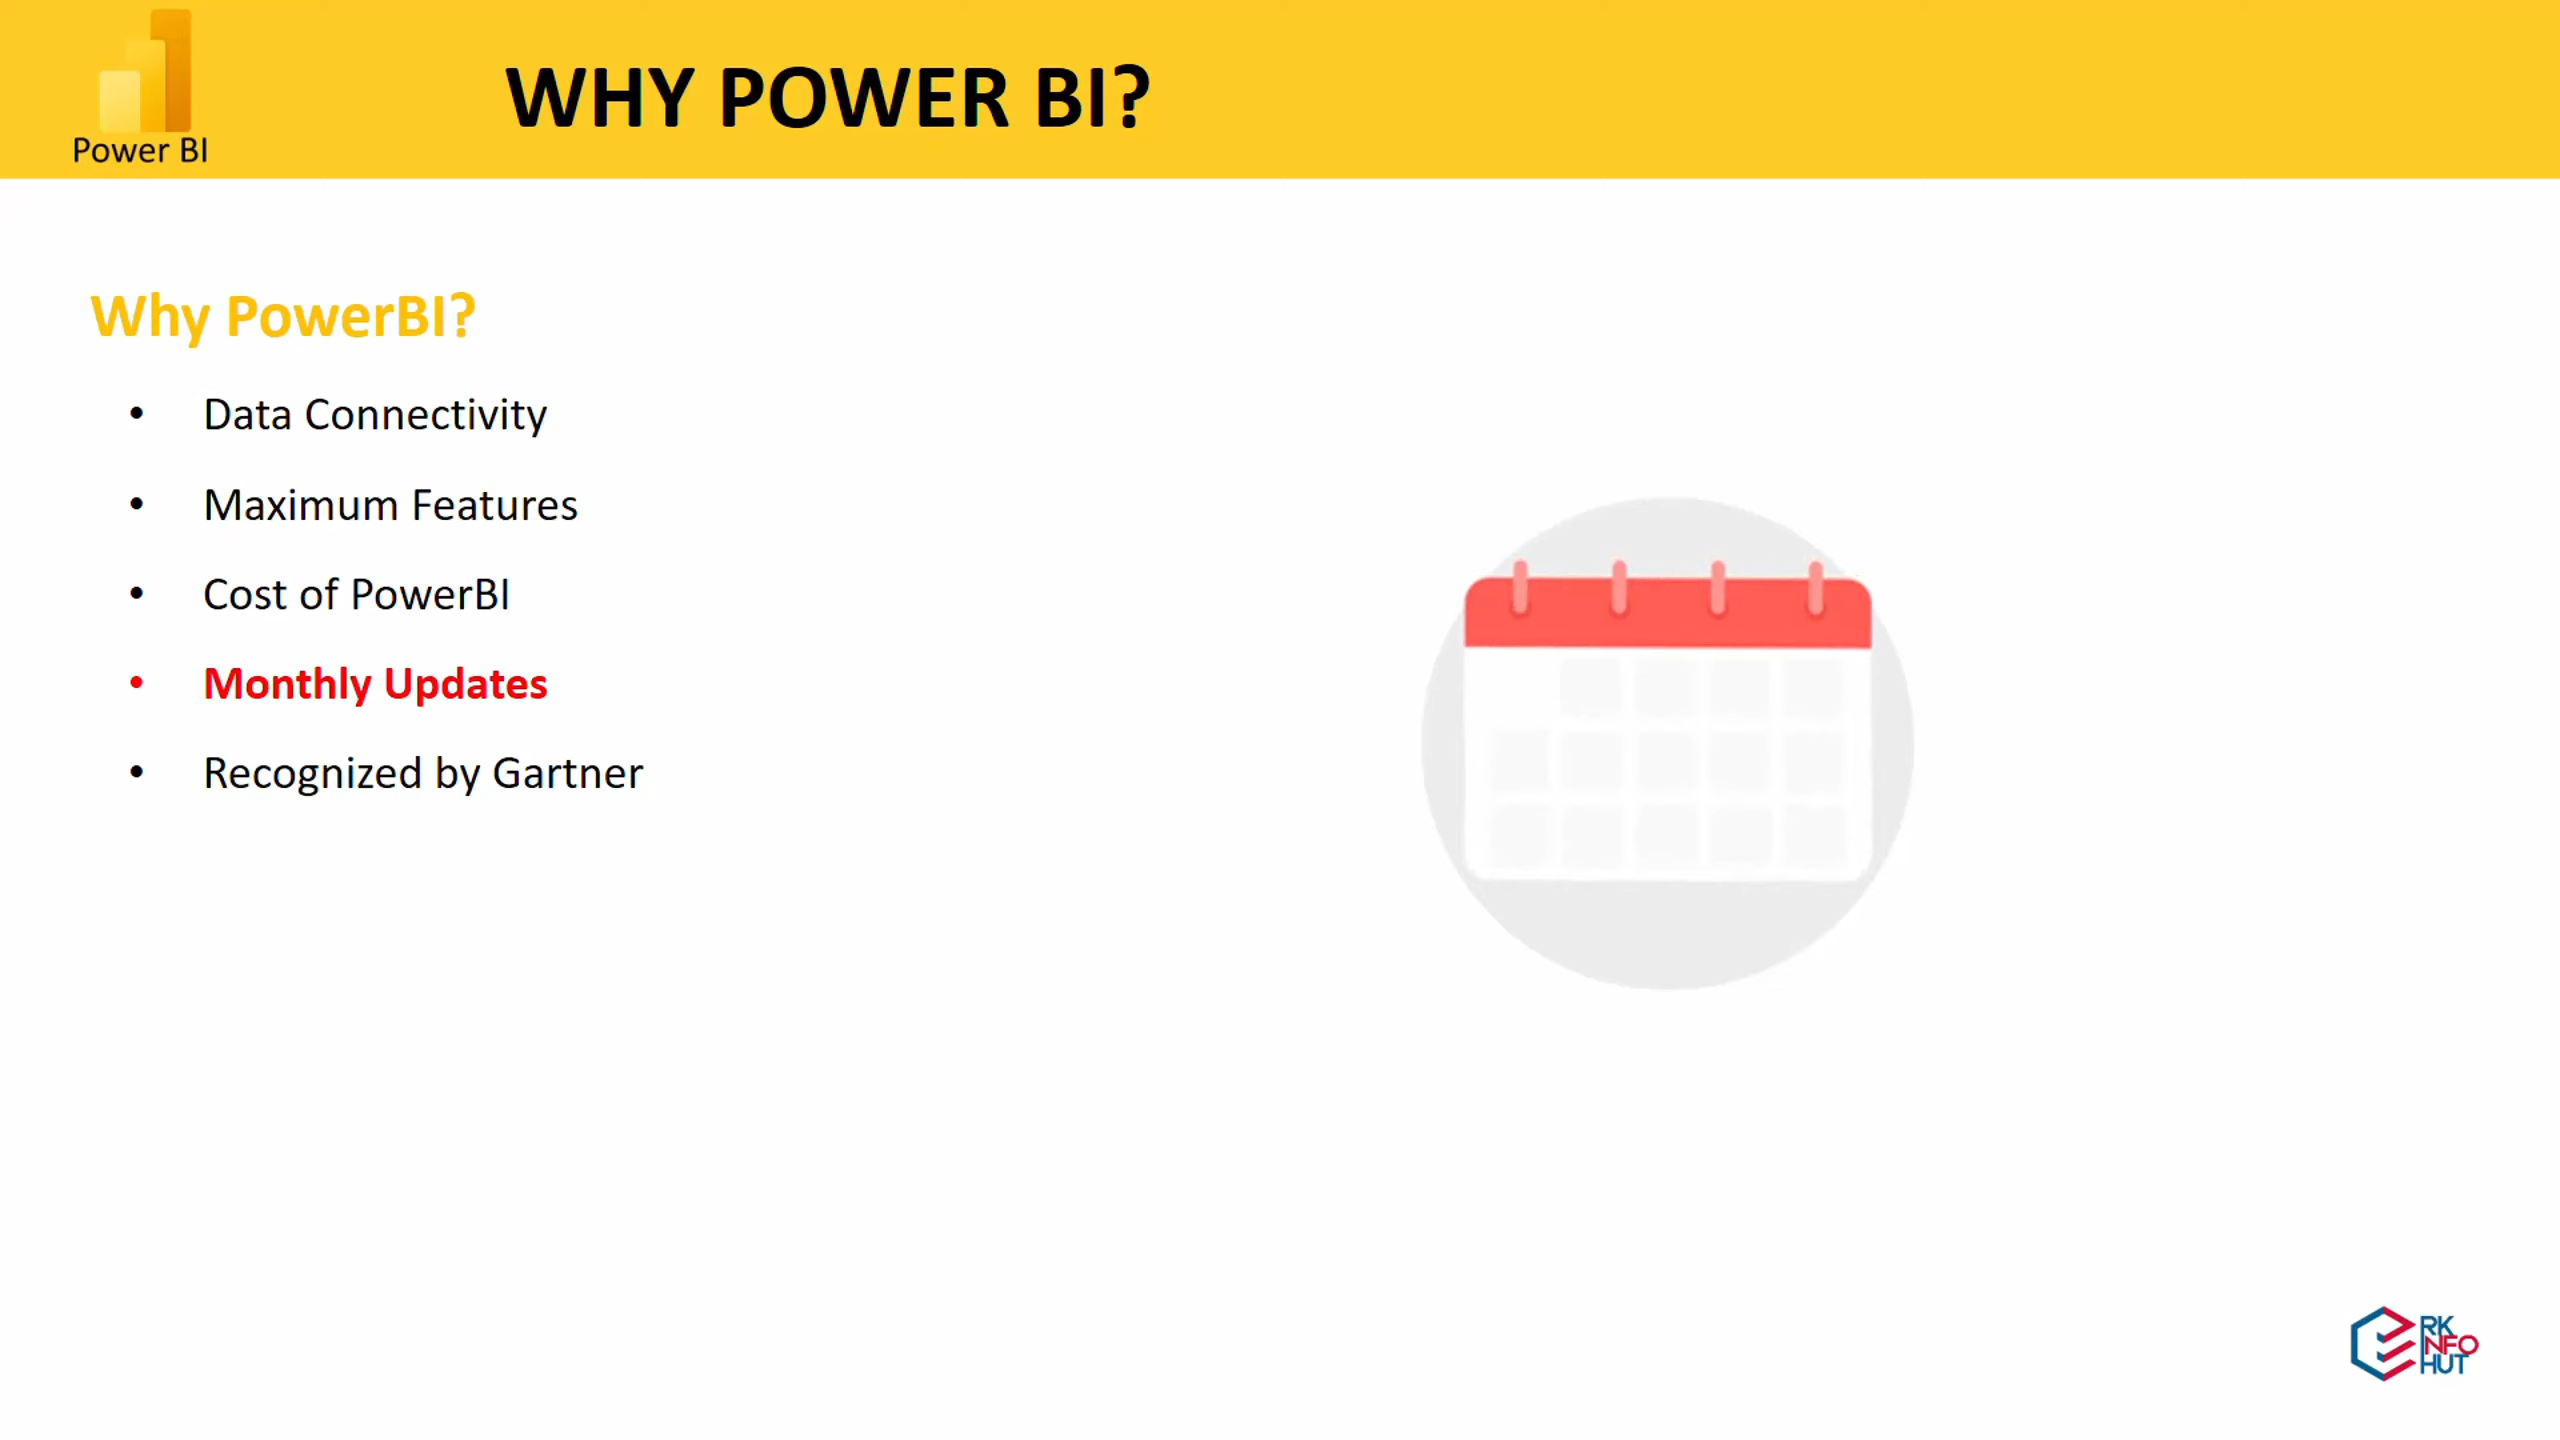 Power BI
WHY POWER BI?
Why PowerBI?
• Data Connectivity
• Maximum Features
• Cost of PowerBI
• Monthly Updates
• Recognized by Gartner
RK
INFO
HUT